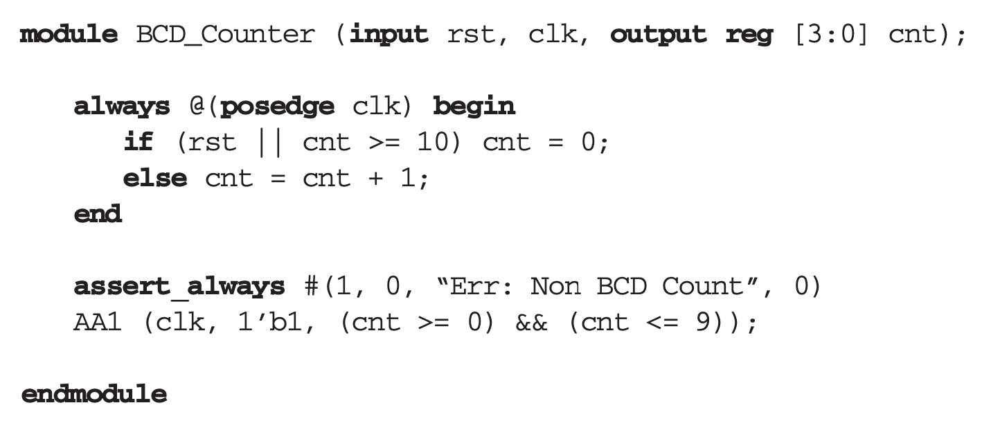 module BCD_Counter (input rst, clk, output reg [3:0] cnt);
always @(posedge clk) begin
if (rst || cnt >= 10) cnt = 0;
else cnt = cnt + 1;
end
assert_always #(1, 0, “Err: Non BCD Count”, 0)
AA1 (clk, 1’b1, (cnt >= 0) && (cnt <= 9));
endmodule